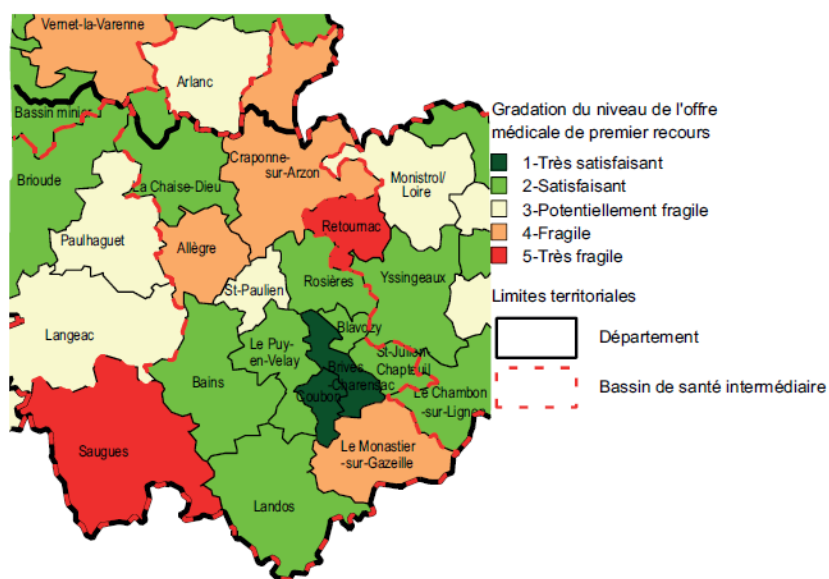 Vernet-la-Varenne
Arlanc
Bassin minier
Brioude
La Chaise-Dieu
Craponne-
sur-Arzon
Monistrol/
Loire
Paulhaguet
Allègre
Retournac
St-Paulien
Rosières
Yssingeaux
Langeac
Le Puy-
en-Velay
Blavozy
St-Julien-
Chapteuil
Bains
Brives
Charensac
Coubon
Le Chambon
-sur-Lignon
Saugues
Le Monastier
-sur-Gazeille
Landos
Gradation du niveau de l'offre
médicale de premier recours
1-Très satisfaisant
2-Satisfaisant
3-Potentiellement fragile
4-Fragile
5-Très fragile
Limites territoriales
Département
Bassin de santé intermédiaire